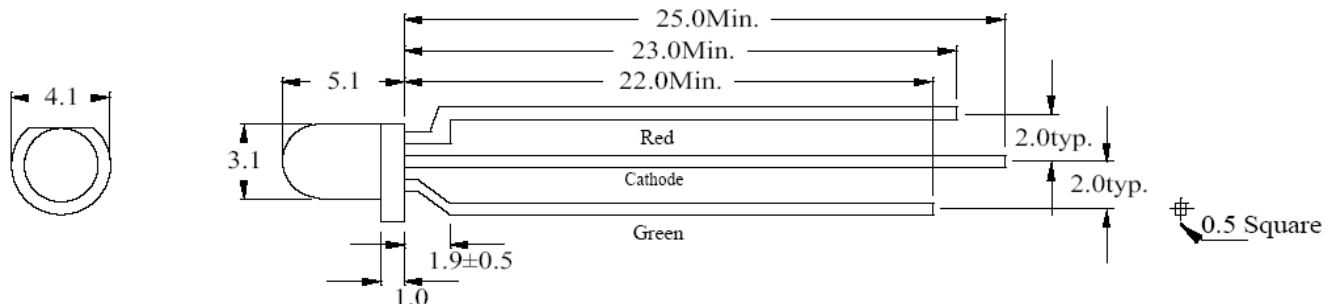 25.0Min.
23.0Min.
5.1
22.0Min.
4.1
3.1
Red
2.0typ.
Cathode
2.0typ.
Green
0.5 Square
1.9±0.5
1.0